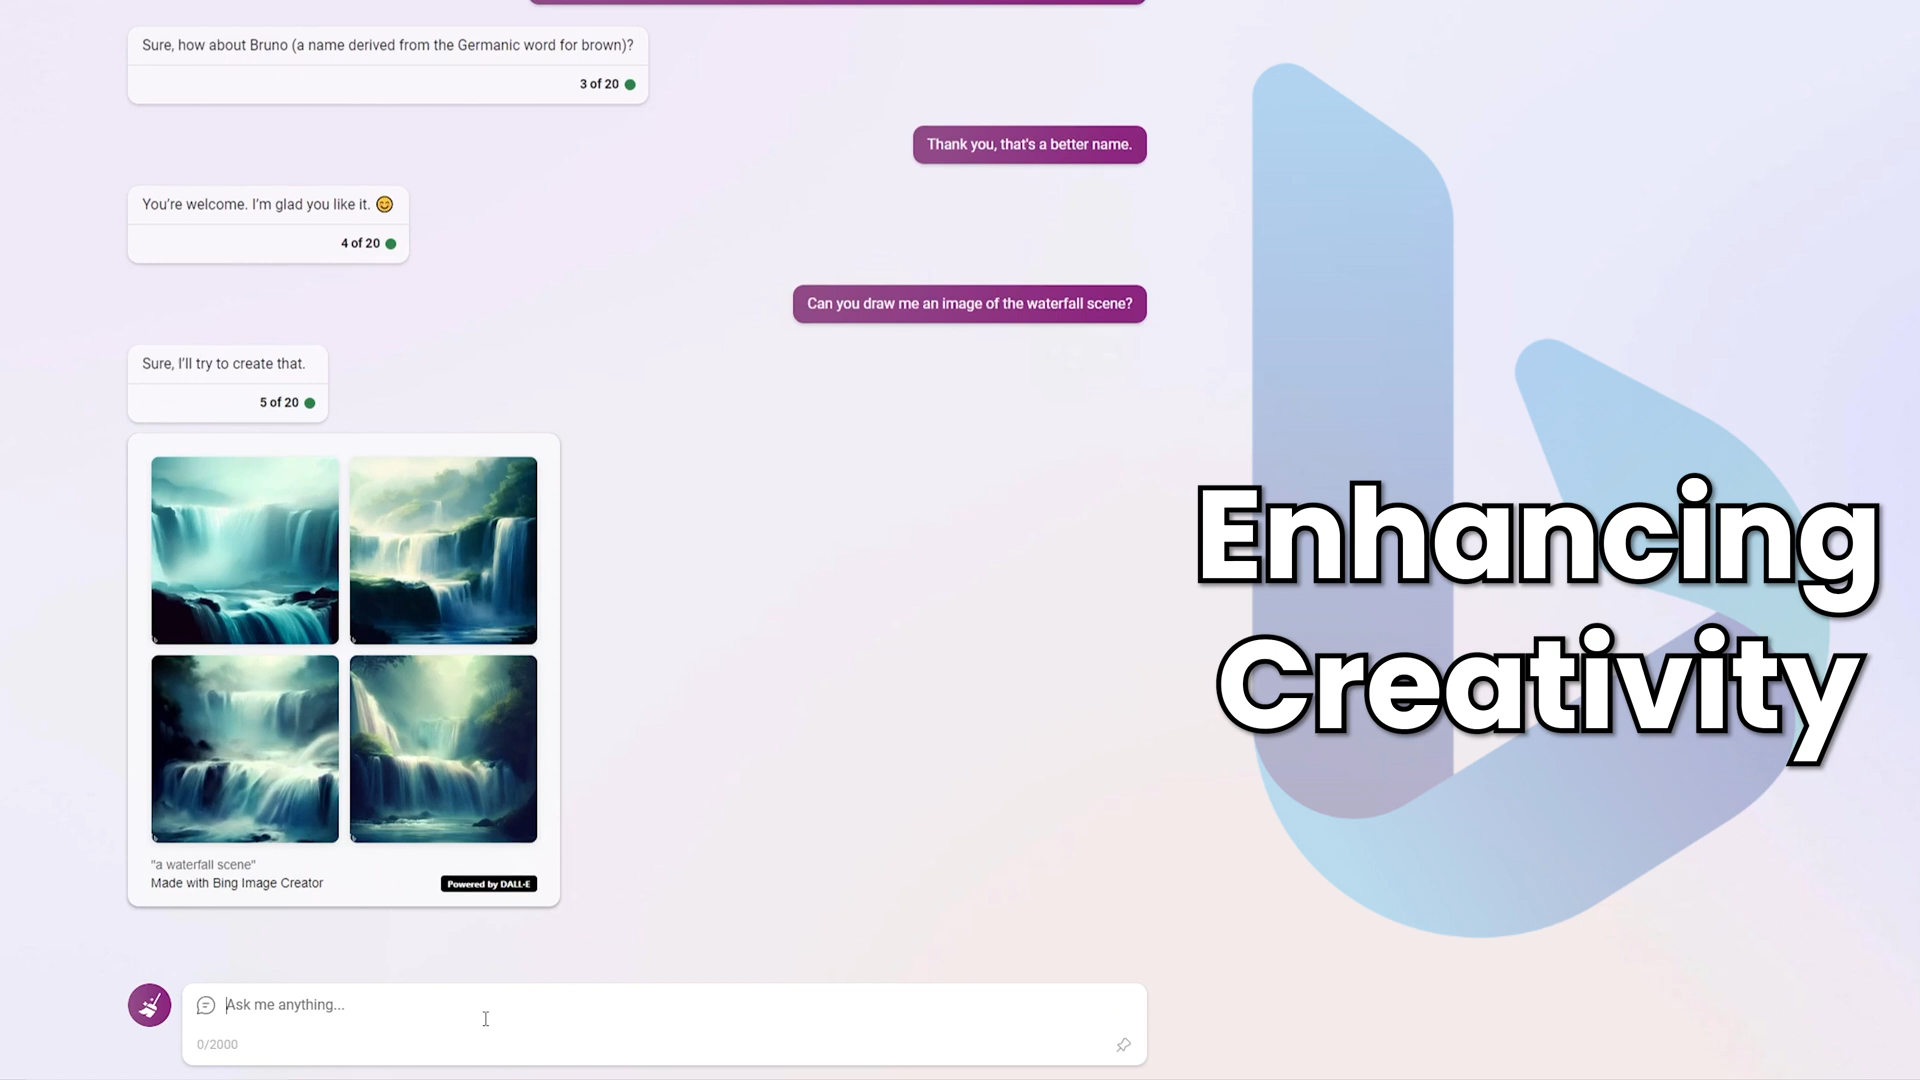 Sure, how about Bruno (a name derived from the Germanic word for brown)?
3 of 20
Thank you, that's a better name.
You're welcome. I'm glad you like it. 😊
4 of 20
Can you draw me an image of the waterfall scene?
Sure, I'll try to create that.
5 of 20
"a waterfall scene"
Made with Bing Image Creator
Powered by DALL·E
Enhancing
Creativity
Ask me anything...
0/2000